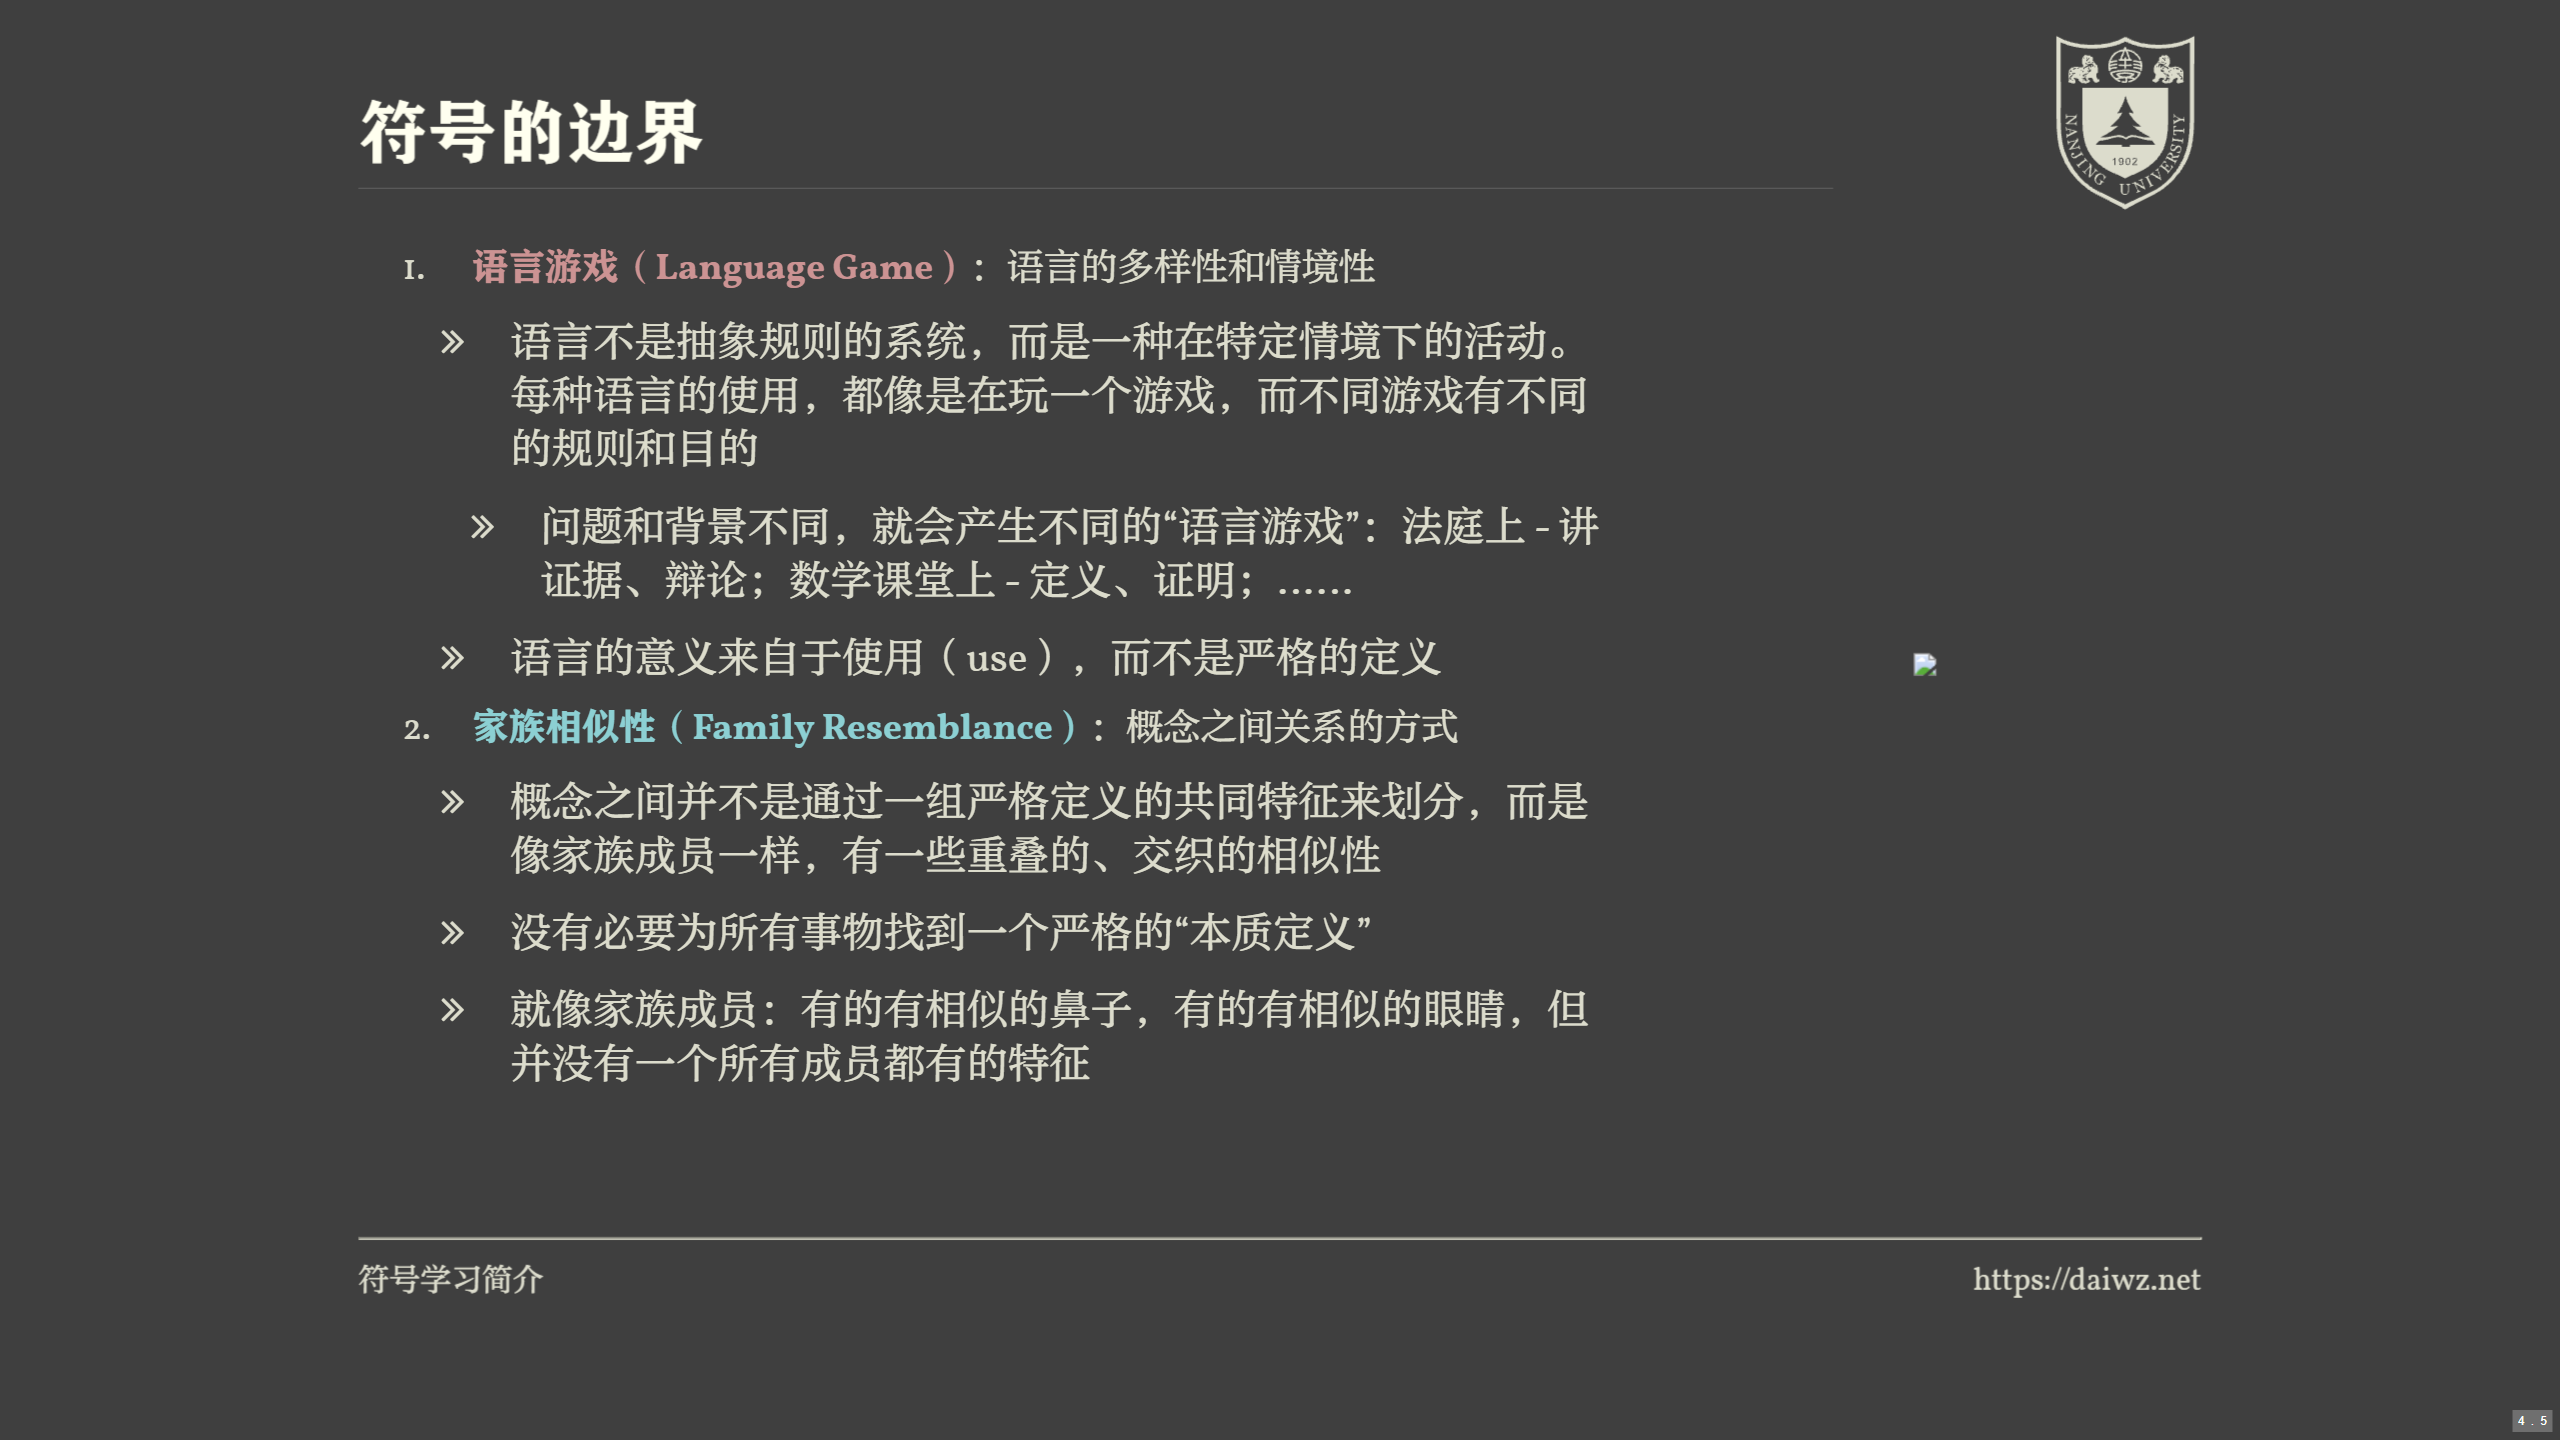 符号的边界
NANJING UNIVERSITY
1902
1. 语言游戏（Language Game）：语言的多样性和情境性
» 语言不是抽象规则的系统，而是一种在特定情境下的活动。
每种语言的使用，都像是在玩一个游戏，而不同游戏有不同
的规则和目的
» 问题和背景不同，就会产生不同的“语言游戏”：法庭上 - 讲
证据、辩论；数学课堂上 - 定义、证明；……
» 语言的意义来自于使用（use），而不是严格的定义
2. 家族相似性（Family Resemblance）：概念之间关系的方式
» 概念之间并不是通过一组严格定义的共同特征来划分，而是
像家族成员一样，有一些重叠的、交织的相似性
» 没有必要为所有事物找到一个严格的“本质定义”
» 就像家族成员：有的有相似的鼻子，有的有相似的眼睛，但
并没有一个所有成员都有的特征
符号学习简介
https://daiwz.net
4.5